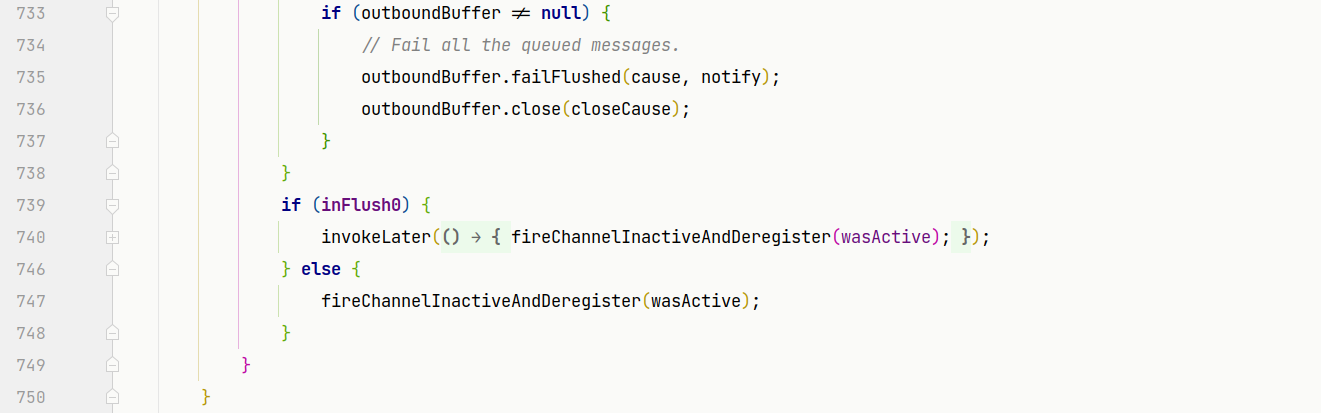 733 if (outboundBuffer ≠ null) {
734 // Fail all the queued messages.
735 outboundBuffer.failFlushed(cause, notify);
736 outboundBuffer.close(closeCause);
737 }
738 }
739 if (inFlush0) {
740 invokeLater(() → { fireChannelInactiveAndDeregister(wasActive); });
746 } else {
747 fireChannelInactiveAndDeregister(wasActive);
748 }
749 }
750 }